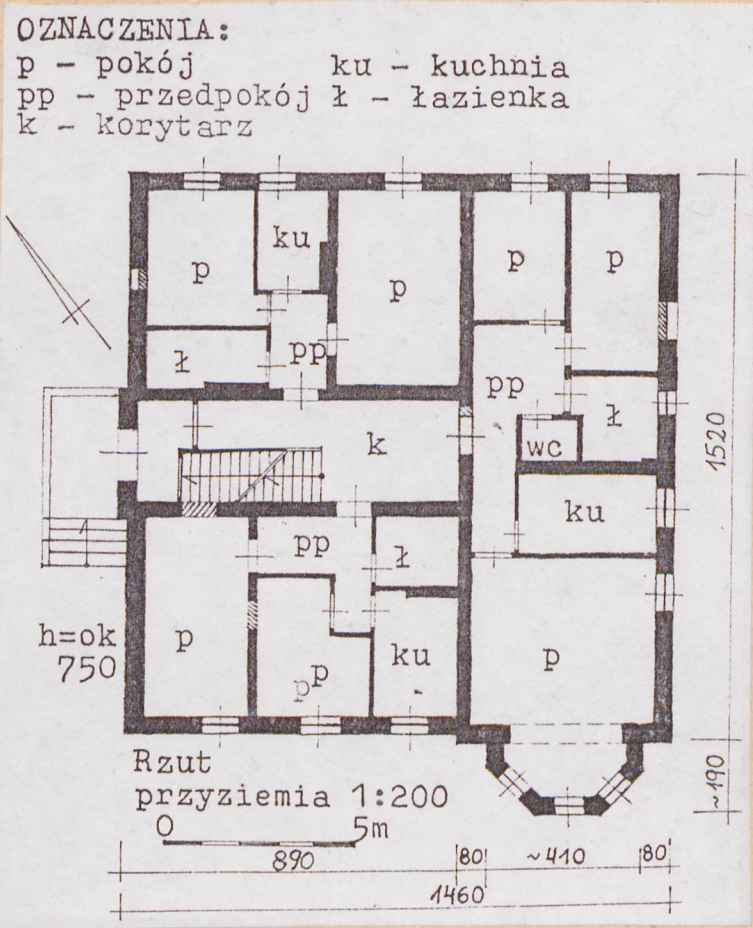 OZNACZENIA:
p - pokój ku - kuchnia
pp - przedpokój ł - łazienka
k - korytarz
p
ku
p
p
p
ł
pp
pp
ł
k
wc
ku
pp
ł
p
p
p
ku
p
h=ok
750
1520
~190
Rzut
przyziemia 1:200
0 5m
890
80
~410
80
1460